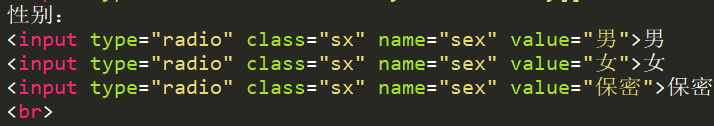 性别：
<input type="radio" class="sx" name="sex" value="男">男
<input type="radio" class="sx" name="sex" value="女">女
<input type="radio" class="sx" name="sex" value="保密">保密
<br>